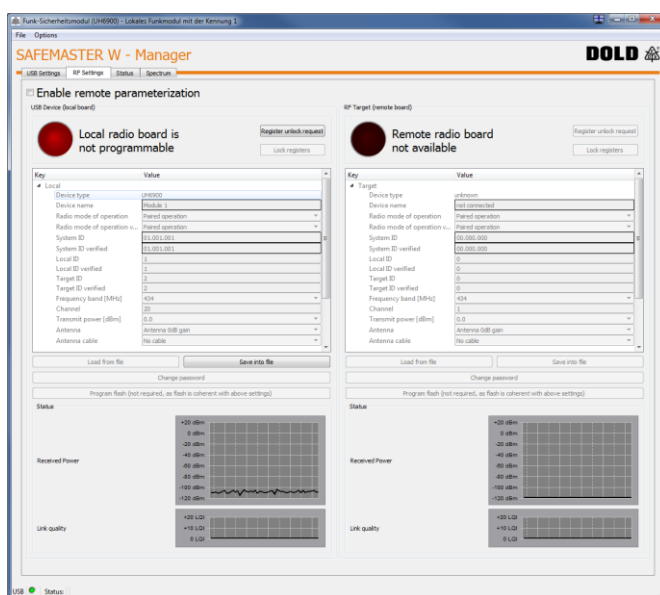 Funk-Sicherheitsmodul (UH6900) - Lokales Funkmodul mit der Kennung 1
File Options
SAFEMASTER W - Manager
DOLD
USB Settings RF Settings Status Spectrum
Enable remote parameterization
USB Device (local board)
Local radio board is
not programmable
Register unlock request
Lock registers
Key Value
Local
Device type UH6900
Device name Module 1
Radio mode of operation Paired operation
Radio mode of operation v... Paired operation
System ID 01.001.001
System ID verified 01.001.001
Local ID 1
Local ID verified 1
Target ID 2
Target ID verified 2
Frequency band [MHz] 434
Channel 20
Transmit power [dBm] 0.0
Antenna Antenna 0dB gain
Antenna cable No cable
Load from file Save into file
Change password
Program flash (not required, as flash is coherent with above settings)
Status
Received Power
+20 dBm
0 dBm
-20 dBm
-40 dBm
-60 dBm
-80 dBm
-100 dBm
-120 dBm
Link quality
+20 LQI
+10 LQI
0 LQI
RF Target (remote board)
Remote radio board
not available
Register unlock request
Lock registers
Key Value
Target
Device type unknown
Device name not connected
Radio mode of operation Paired operation
Radio mode of operation v... Paired operation
System ID 00.000.000
System ID verified 00.000.000
Local ID 0
Local ID verified 0
Target ID 0
Target ID verified 0
Frequency band [MHz] 434
Channel 1
Transmit power [dBm] 0.0
Antenna Antenna 0dB gain
Antenna cable No cable
Load from file Save into file
Change password
Program flash (not required, as flash is coherent with above settings)
Status
Received Power
+20 dBm
0 dBm
-20 dBm
-40 dBm
-60 dBm
-80 dBm
-100 dBm
-120 dBm
Link quality
+20 LQI
+10 LQI
0 LQI
USB Status: